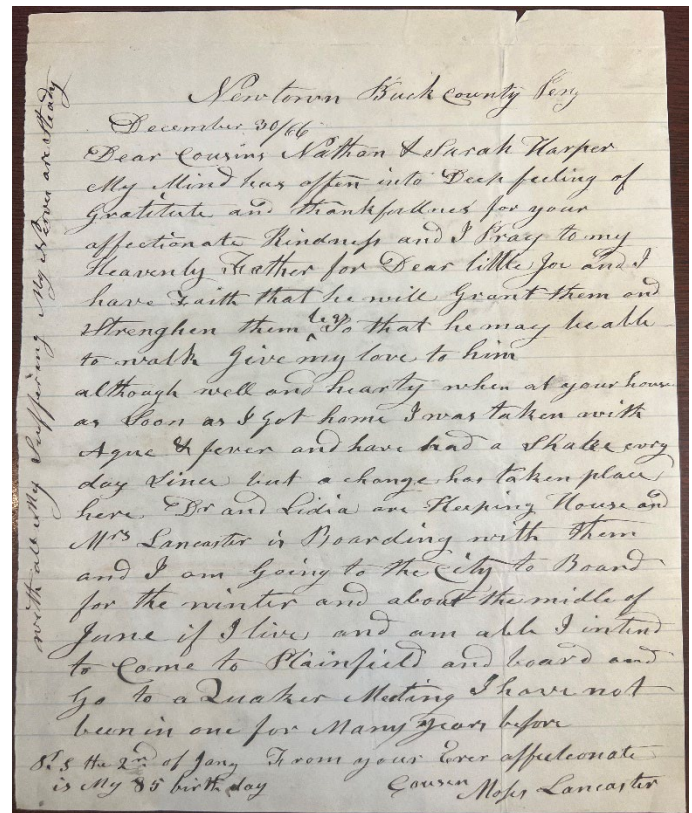 Newtown Buck County Peny
December 30/66
Dear Cousins Nathan & Sarah Harper
My Mind has offen into Deep feeling of
Gratitute and thankfullnes for your
affectionate Kindness and I Pray to my
Heavenly Father for Dear little Joe and I
have Faith that he will Grant them and
Strenghen them legs So that he may be able
to walk Give my love to him
although well and hearty when at your house
as Soon as I got home I was taken with
Ague & fever and have had a Shake evry
day Since but a change has taken place
here Dr and Lidia are Keeping House and
Mrs Lancaster is Boarding with them
and I am Going to the City to Board
for the winter and about the midle of
June if I live and am able I intend
to Come to Plainfield and board and
Go to a Quaker Meeting I have not
been in one for Many Years before
From your Ever affectonate
Cousen Moses Lancaster
P.S the 2nd of Jany
is My 85 birth day
with all My Suffering My Nerves are Steady